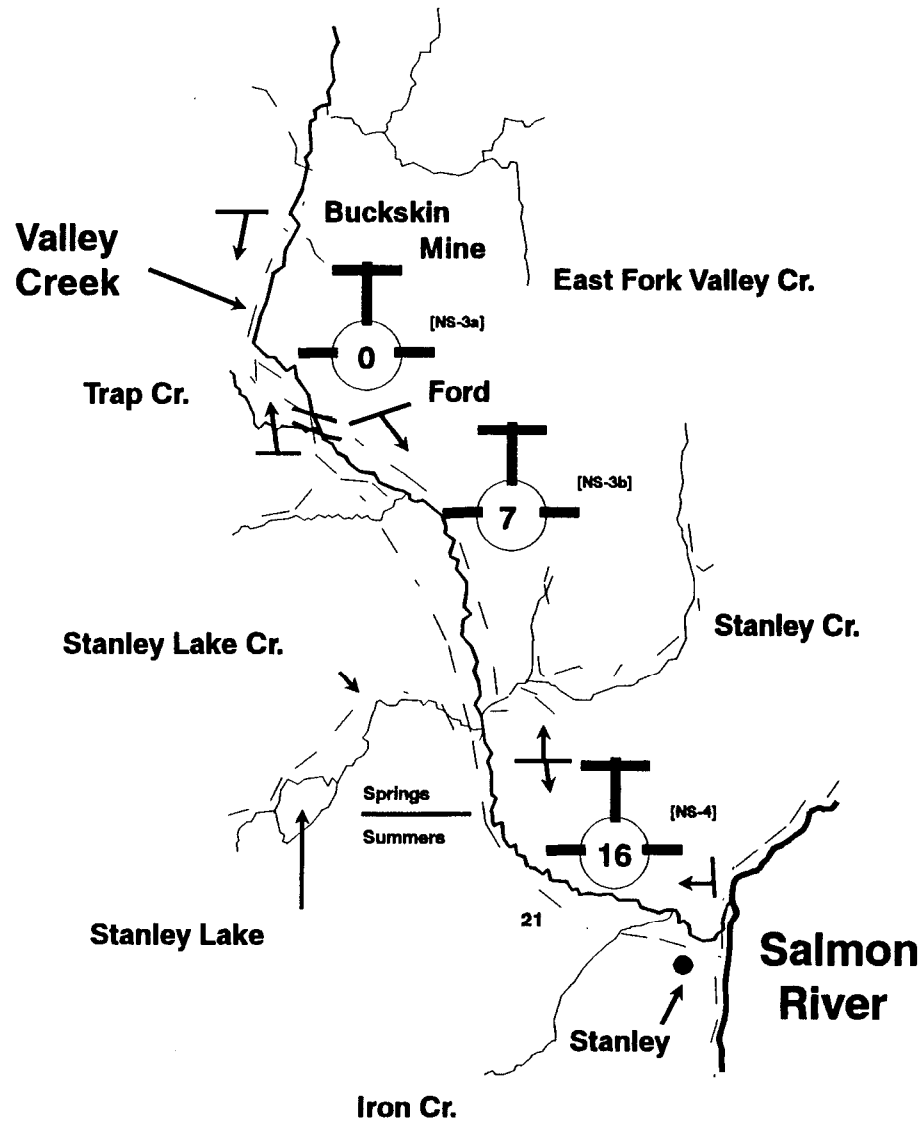 Buckskin
Mine
Valley
Creek
East Fork Valley Cr.
[NS-3a]
0
Trap Cr.
Ford
[NS-3b]
7
Stanley Cr.
Stanley Lake Cr.
Springs
Summers
[NS-4]
16
21
Stanley Lake
Salmon
River
Stanley
Iron Cr.